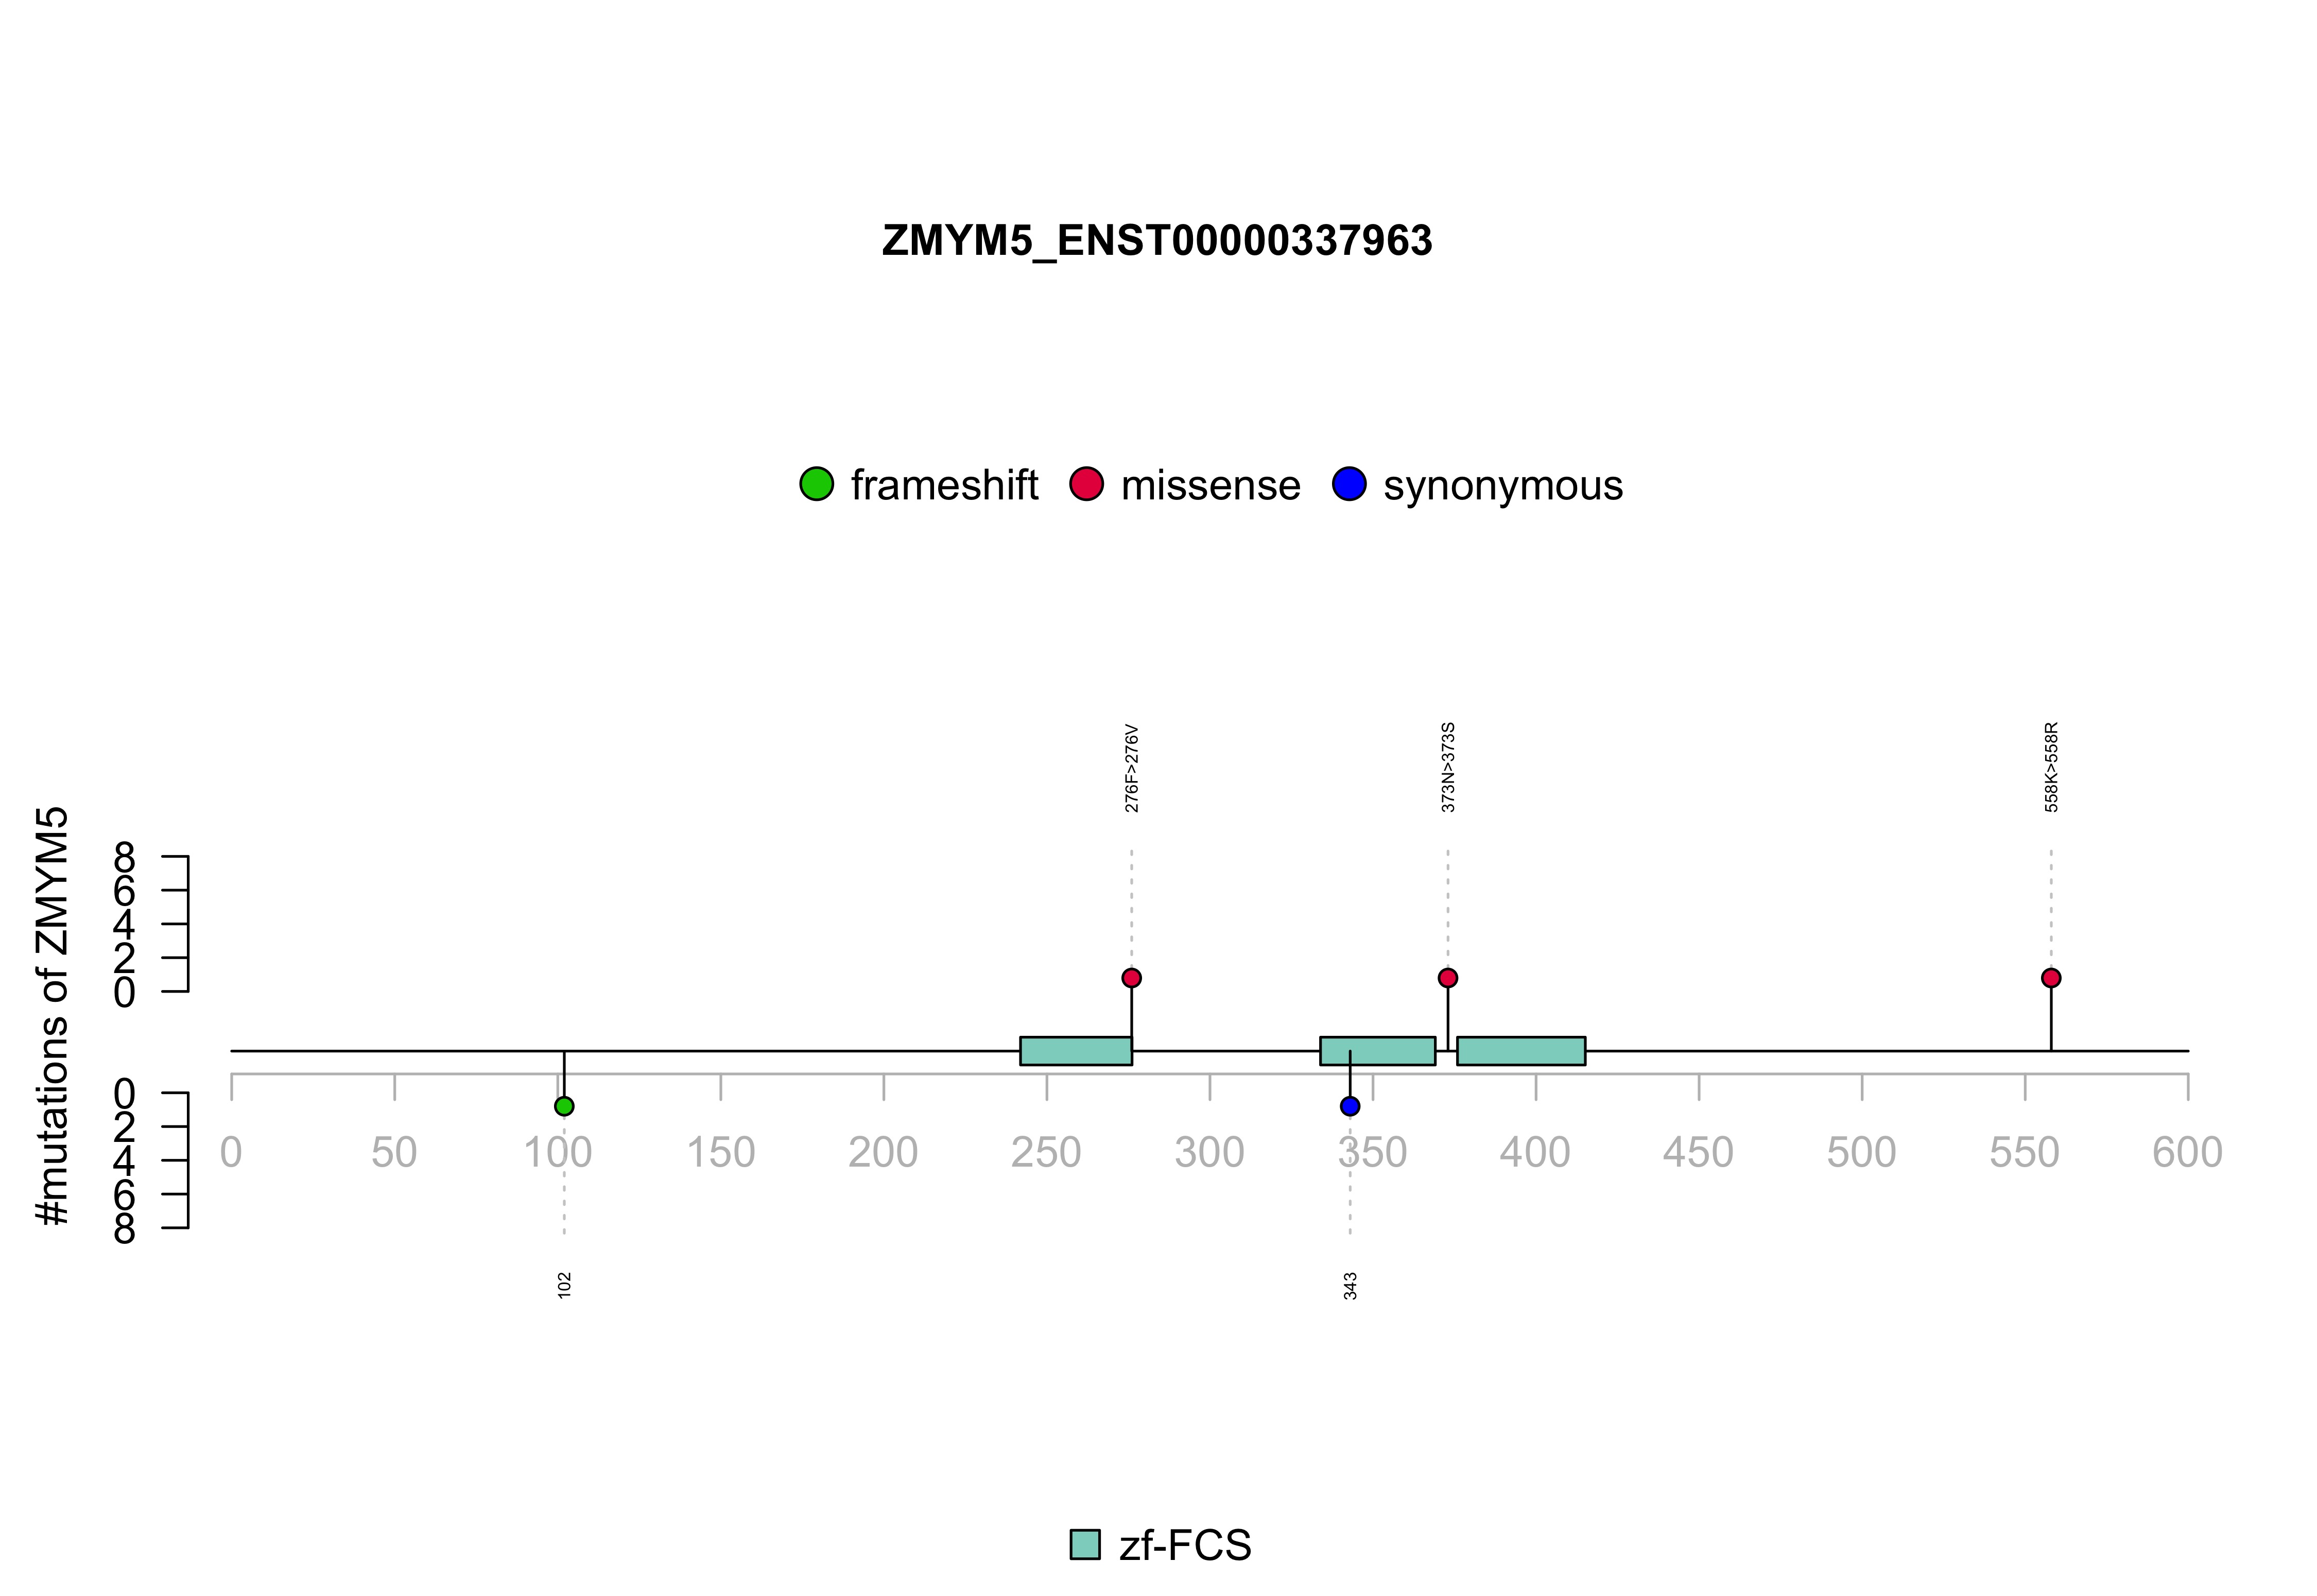 ZMYM5_ENST00000337963
frameshift missense synonymous
276F>276V
373N>373S
558K>558R
#mutations of ZMYM5
8
6
4
2
0
0
2
4
6
8
0 50 100 150 200 250 300 350 400 450 500 550 600
102
343
zf-FCS